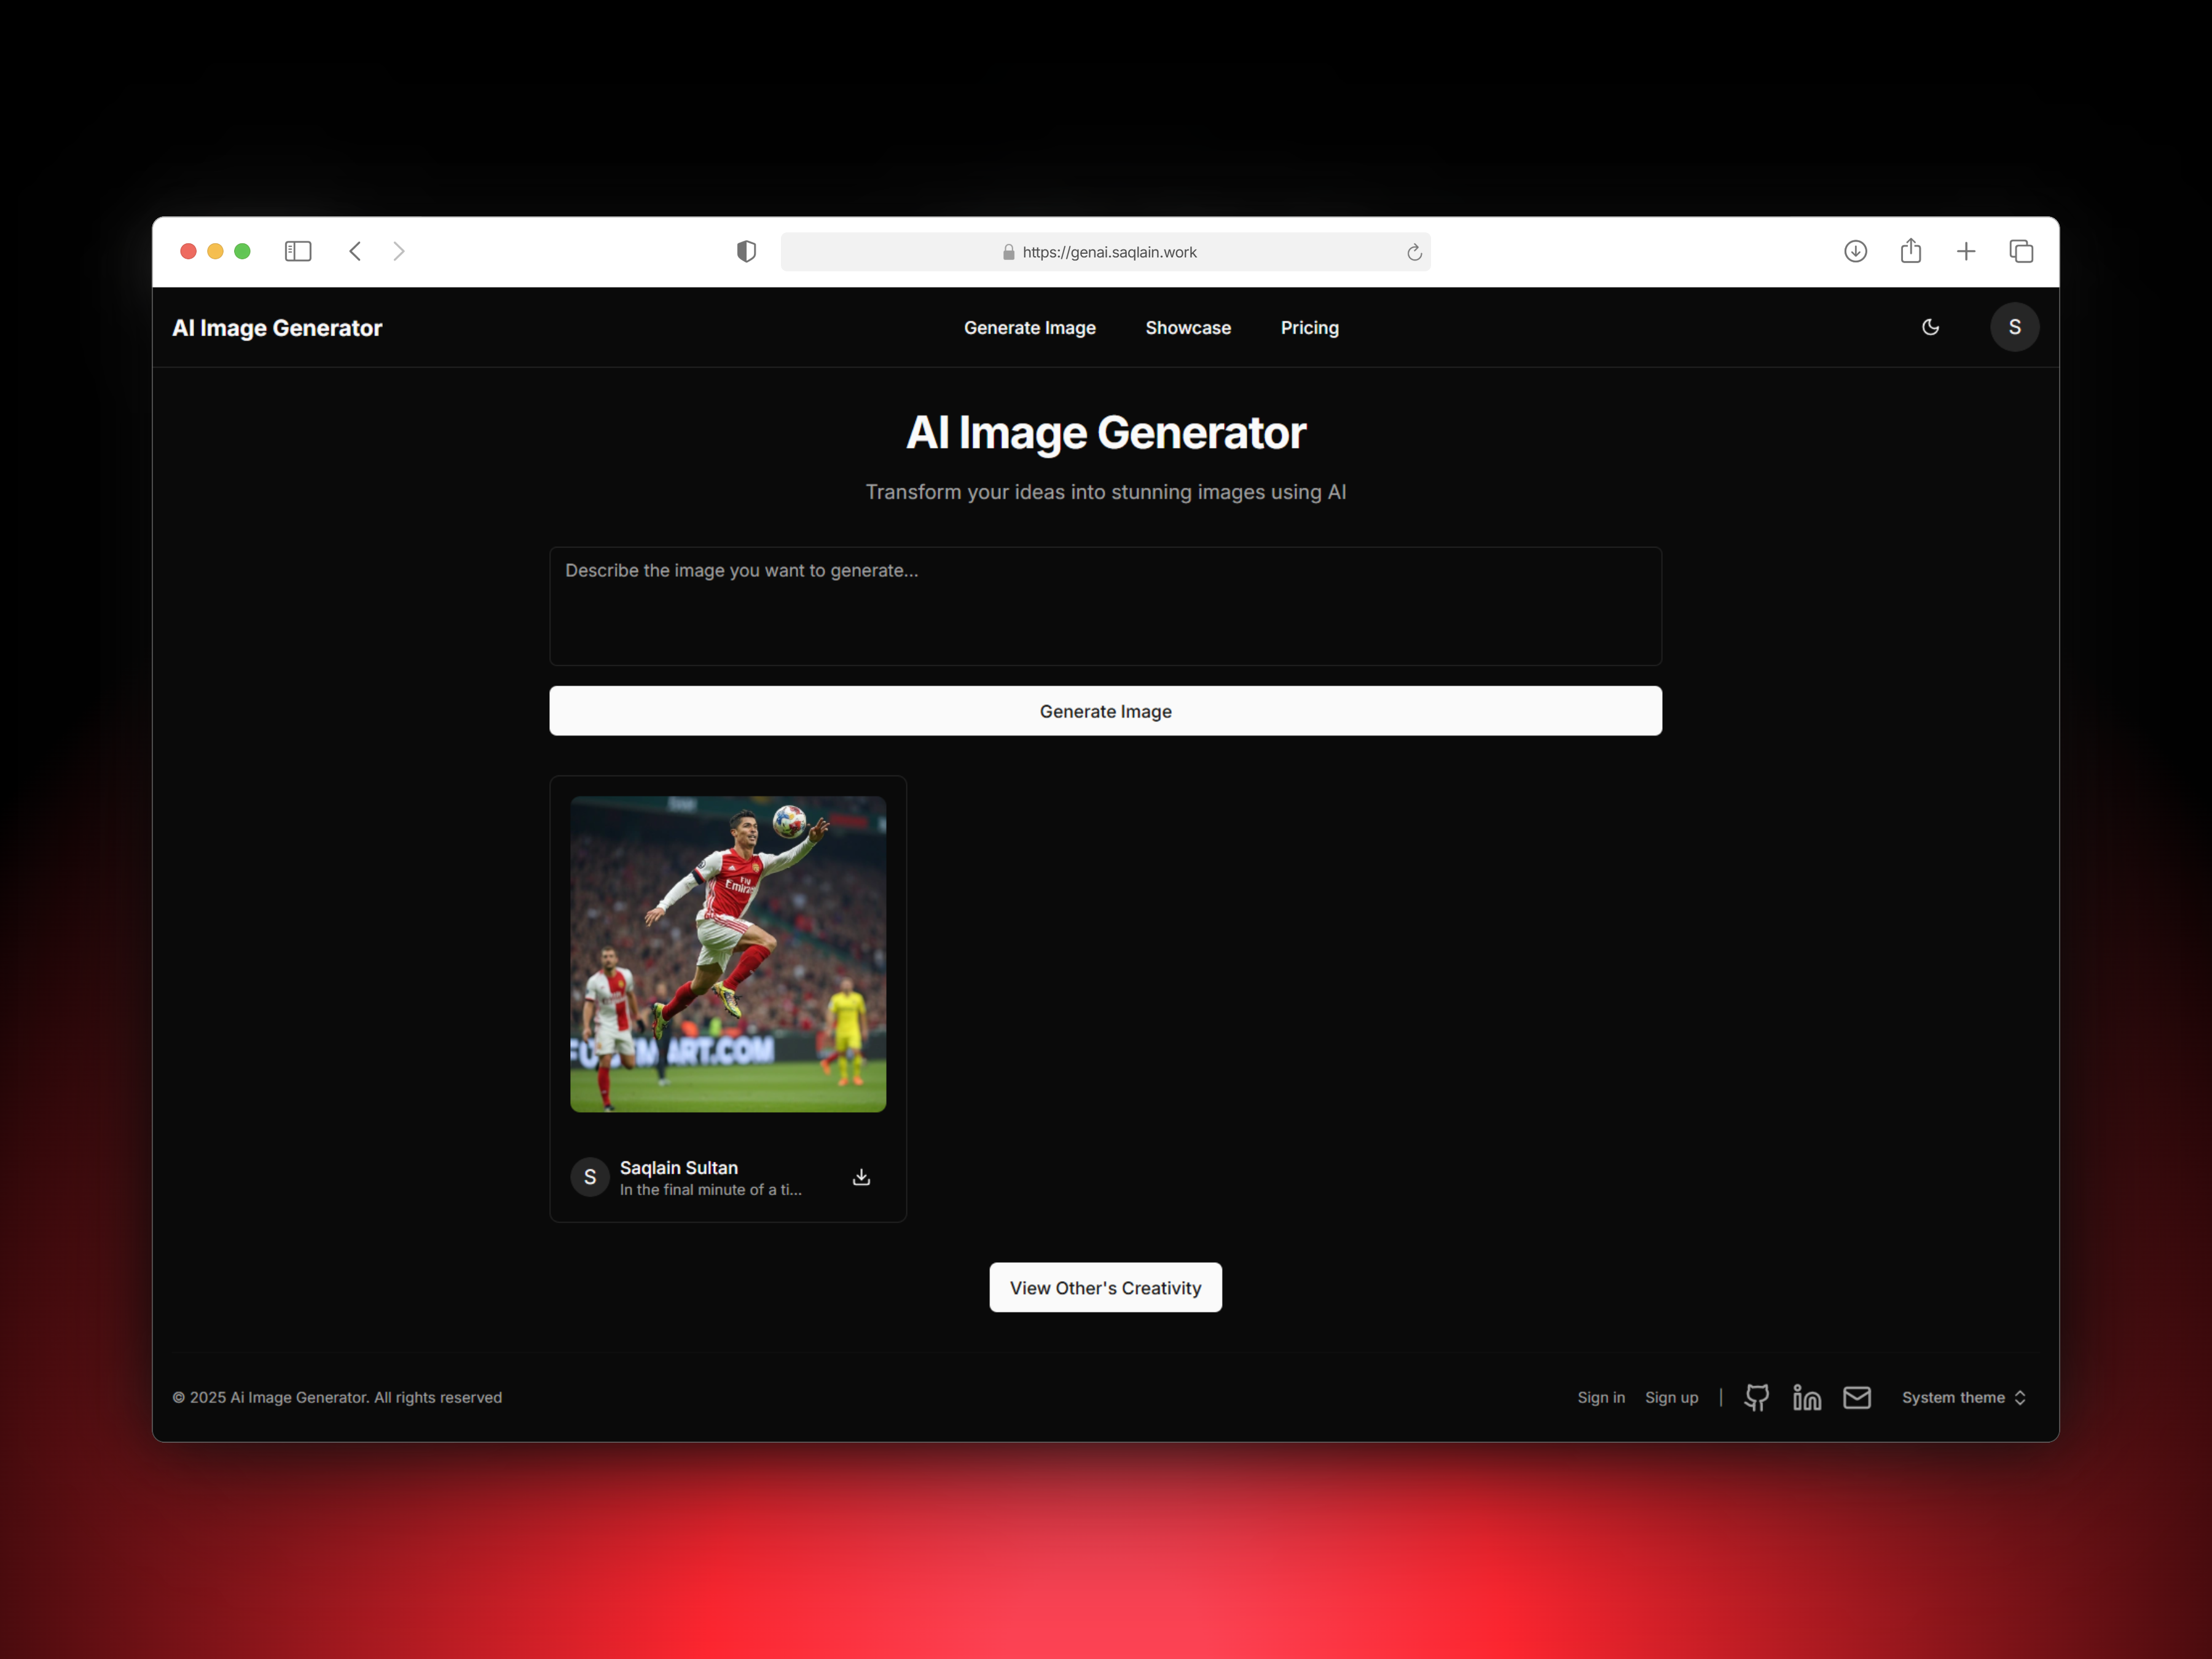 https://genai.saqlain.work
AI Image Generator
Generate Image
Showcase
Pricing
S
AI Image Generator
Transform your ideas into stunning images using AI
Describe the image you want to generate...
Generate Image
Fly
Emirates
S
Saqlain Sultan
In the final minute of a ti...
View Other's Creativity
© 2025 Ai Image Generator. All rights reserved
Sign in
Sign up
|
System theme